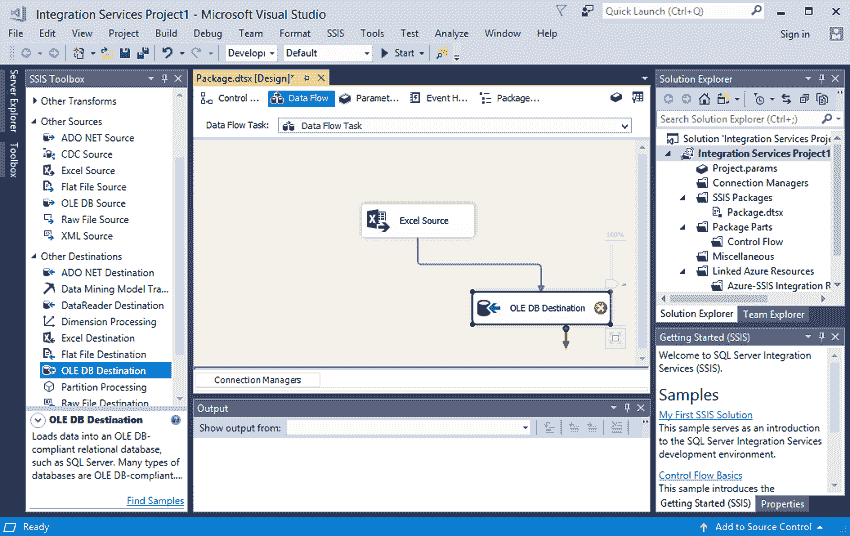 Integration Services Project1 - Microsoft Visual Studio
Quick Launch (Ctrl+Q)
File Edit View Project Build Debug Team Format SSIS Tools Test Analyze Window Help
Sign in
Developi Default Start
Server Explorer
Toolbox
SSIS Toolbox
Other Transforms
Other Sources
ADO NET Source
CDC Source
Excel Source
Flat File Source
OLE DB Source
Raw File Source
XML Source
Other Destinations
ADO NET Destination
Data Mining Model Tra...
DataReader Destination
Dimension Processing
Excel Destination
Flat File Destination
OLE DB Destination
Partition Processing
Raw File Destination
OLE DB Destination
Loads data into an OLE DB-
compliant relational database,
such as SQL Server. Many types of
databases are OLE DB-compliant....
Find Samples
Package.dtsx [Design]*
Control ... Data Flow Paramet... Event H... Package...
Data Flow Task: Data Flow Task
Excel Source
100%
OLE DB Destination
Connection Managers
Output
Show output from:
Solution Explorer
Search Solution Explorer (Ctrl+;)
Solution 'Integration Services Proj
Integration Services Project1
Project.params
Connection Managers
SSIS Packages
Package.dtsx
Package Parts
Control Flow
Miscellaneous
Linked Azure Resources
Azure-SSIS Integration R
Solution Explorer Team Explorer
Getting Started (SSIS)
Welcome to SQL Server Integration
Services (SSIS).
Samples
My First SSIS Solution
This sample serves as an introduction
to the SQL Server Integration Services
development environment.
Control Flow Basics
This sample introduces the
Getting Started (SSIS) Properties
Ready
Add to Source Control